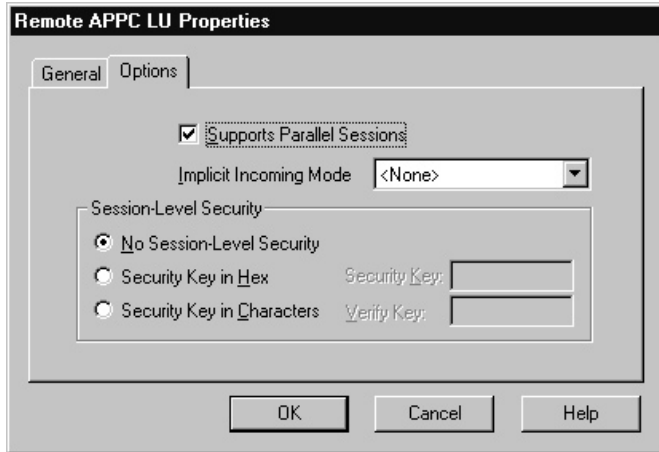 Remote APPC LU Properties
General Options
Supports Parallel Sessions
Implicit Incoming Mode <None>
Session-Level Security
No Session-Level Security
Security Key in Hex Security Key:
Security Key in Characters Verify Key:
OK Cancel Help